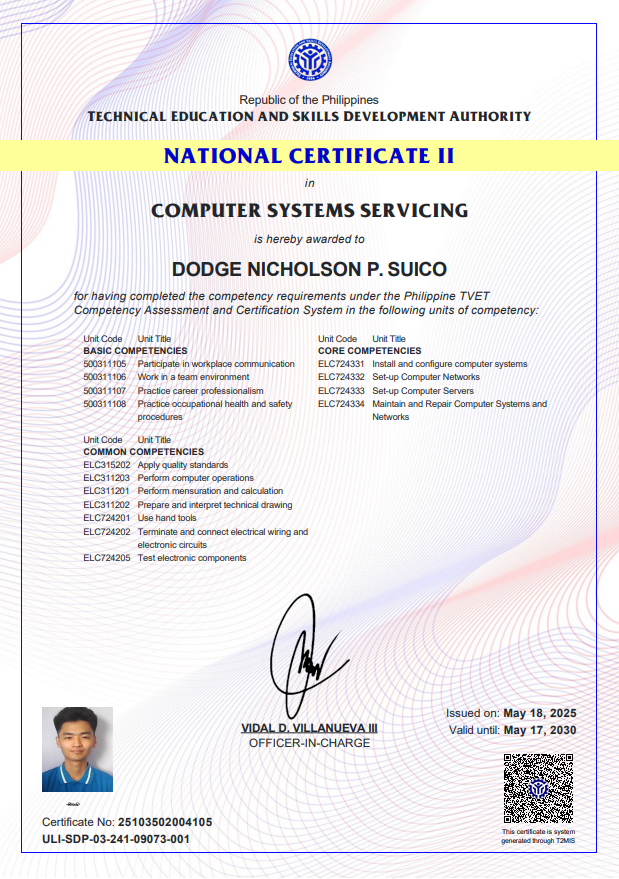 Republic of the Philippines
TECHNICAL EDUCATION AND SKILLS DEVELOPMENT AUTHORITY
NATIONAL CERTIFICATE II
in
COMPUTER SYSTEMS SERVICING
is hereby awarded to
DODGE NICHOLSON P. SUICO
for having completed the competency requirements under the Philippine TVET
Competency Assessment and Certification System in the following units of competency:
Unit Code Unit Title
BASIC COMPETENCIES
500311105 Participate in workplace communication
500311106 Work in a team environment
500311107 Practice career professionalism
500311108 Practice occupational health and safety
procedures
Unit Code Unit Title
COMMON COMPETENCIES
ELC315202 Apply quality standards
ELC311203 Perform computer operations
ELC311201 Perform mensuration and calculation
ELC311202 Prepare and interpret technical drawing
ELC724201 Use hand tools
ELC724202 Terminate and connect electrical wiring and
electronic circuits
ELC724205 Test electronic components
Unit Code Unit Title
CORE COMPETENCIES
ELC724331 Install and configure computer systems
ELC724332 Set-up Computer Networks
ELC724333 Set-up Computer Servers
ELC724334 Maintain and Repair Computer Systems and
Networks
VIDAL D. VILLANUEVA III
OFFICER-IN-CHARGE
Issued on: May 18, 2025
Valid until: May 17, 2030
Certificate No: 25103502004105
ULI-SDP-03-241-09073-001
This certificate is system
generated through T2MIS